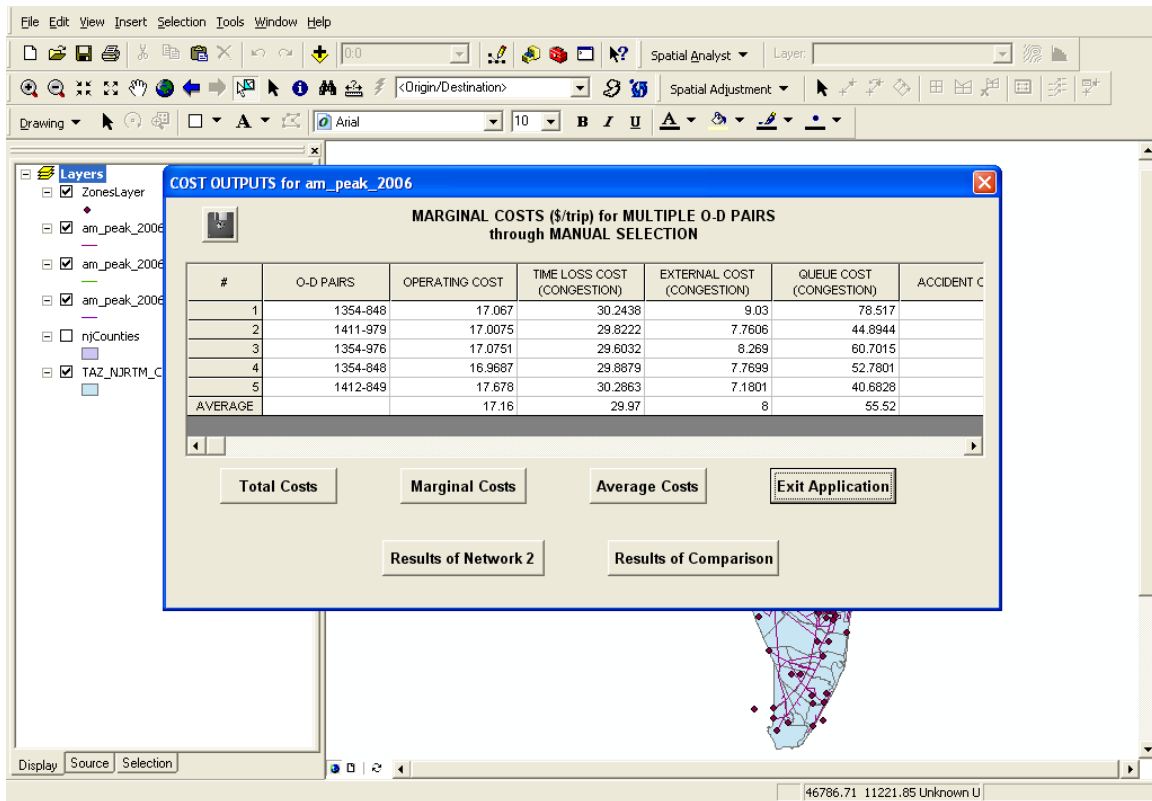 File Edit View Insert Selection Tools Window Help
0:0 Spatial Analyst Layer:
<Origin/Destination> Spatial Adjustment
Drawing A Arial 10 B I U A
Layers
ZonesLayer
am_peak_2006
am_peak_2006
am_peak_2006
njCounties
TAZ_NJRTM_C
COST OUTPUTS for am_peak_2006
MARGINAL COSTS ($/trip) for MULTIPLE O-D PAIRS
through MANUAL SELECTION
# O-D PAIRS OPERATING COST TIME LOSS COST (CONGESTION) EXTERNAL COST (CONGESTION) QUEUE COST (CONGESTION) ACCIDENT C
1 1354-848 17.067 30.2438 9.03 78.517
2 1411-979 17.0075 29.8222 7.7606 44.8944
3 1354-976 17.0751 29.6032 8.269 60.7015
4 1354-848 16.9687 29.8879 7.7699 52.7801
5 1412-849 17.678 30.2863 7.1801 40.6828
AVERAGE 17.16 29.97 8 55.52
Total Costs Marginal Costs Average Costs Exit Application
Results of Network 2 Results of Comparison
Display Source Selection
46786.71 11221.85 Unknown U